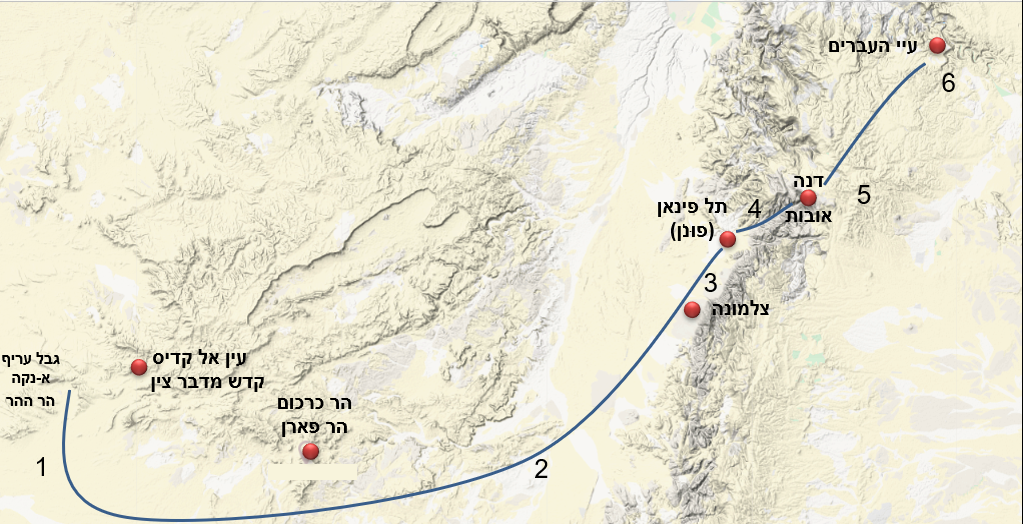 עיי העברים
6
דנה
5
אובות
4
תל פינאן
(פוּנֹן)
3
צלמונה
עין אל קדיס
קדש מדבר צין
גבל עריף
א-נקה
הר ההר
הר כרכום
הר פארן
1
2